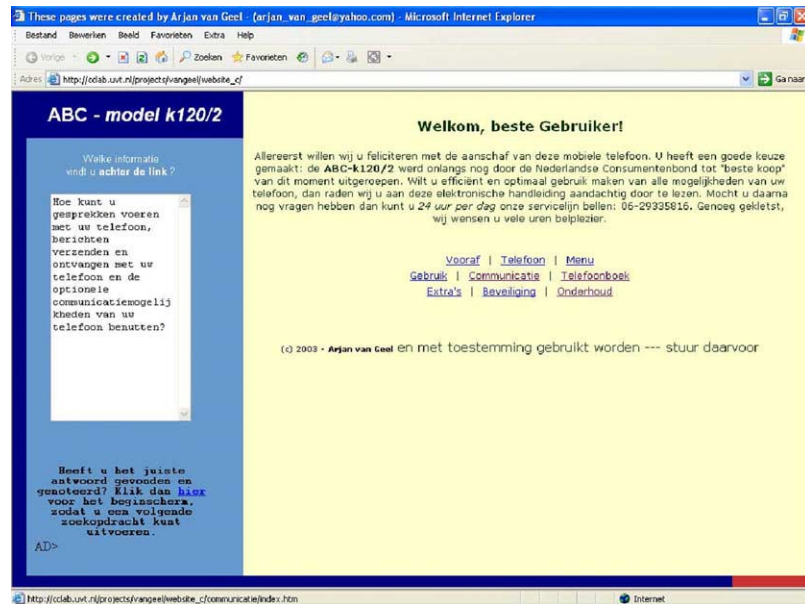 These pages were created by Arjan van Geel - (arjan_van_geel@yahoo.com) - Microsoft Internet Explorer
Bestand Bewerken Beeld Favorieten Extra Help
Vorige Zoeken Favorieten
Adres http://cclab.uvt.nl/projects/vangeel/website_c/ Ga naar
ABC - model k120/2
Welke informatie
vindt u achter de link ?
Hoe kunt u
gesprekken voeren
met uw telefoon,
berichten
verzenden en
ontvangen met uw
telefoon en de
optionele
communicatiemogelij
kheden van uw
telefoon benutten?
Heeft u het juiste
antwoord gevonden en
genoteerd? Klik dan hier
voor het beginscherm,
zodat u een volgende
zoekopdracht kunt
uitvoeren.
AD>
Welkom, beste Gebruiker!
Allereerst willen wij u feliciteren met de aanschaf van deze mobiele telefoon. U heeft een goede keuze
gemaakt: de ABC-k120/2 werd onlangs nog door de Nederlandse Consumentenbond tot "beste koop"
van dit moment uitgeroepen. Wilt u efficiënt en optimaal gebruik maken van alle mogelijkheden van uw
telefoon, dan raden wij u aan deze elektronische handleiding aandachtig door te lezen. Mocht u daarna
nog vragen hebben dan kunt u 24 uur per dag onze servicelijn bellen: 06-29335816. Genoeg gekletst,
wij wensen u vele uren belplezier.
Vooraf | Telefoon | Menu
Gebruik | Communicatie | Telefoonboek
Extra's | Beveiliging | Onderhoud
(c) 2003 - Arjan van Geel en met toestemming gebruikt worden --- stuur daarvoor
http://cclab.uvt.nl/projects/vangeel/website_c/communicatie/index.htm Internet